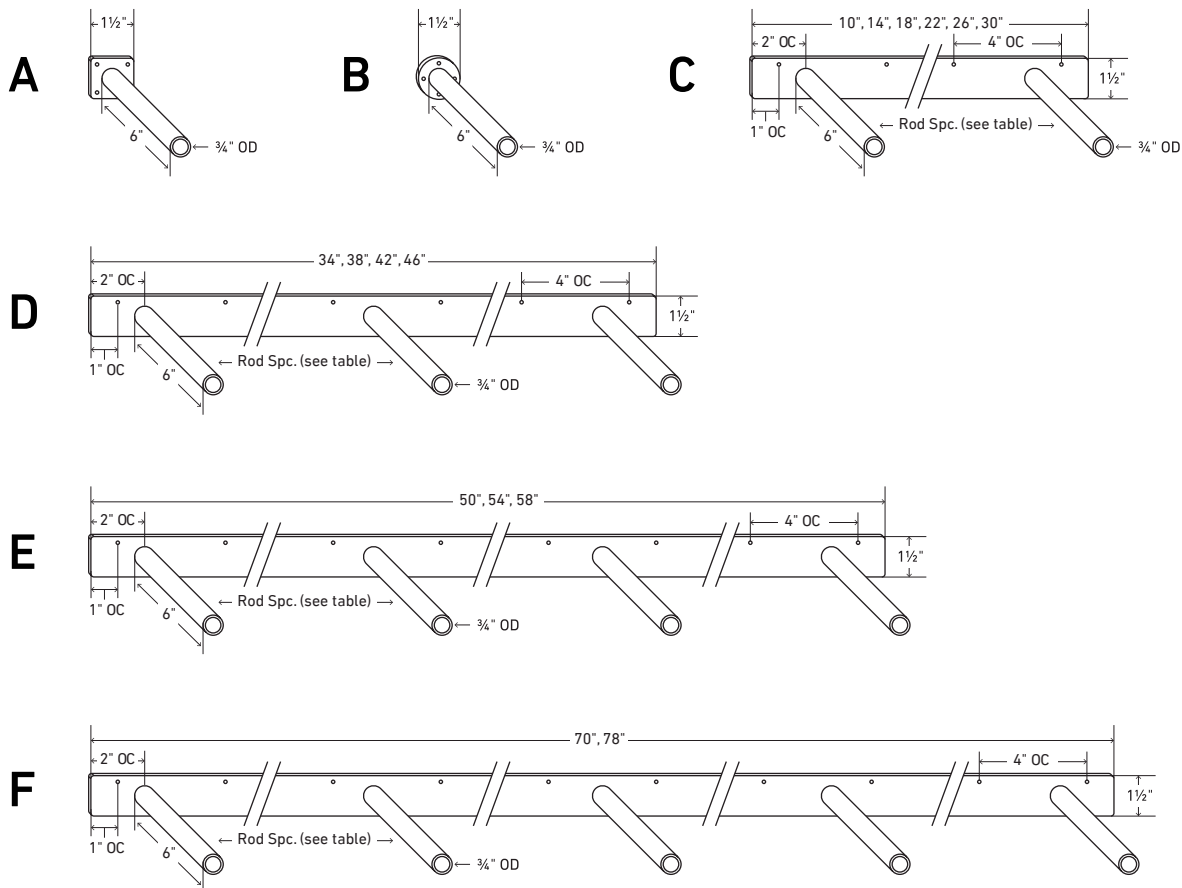 1½"
A
6"
¾" OD
1½"
B
6"
¾" OD
10", 14", 18", 22", 26", 30"
2" OC
4" OC
C
1½"
1" OC
6"
Rod Spc. (see table)
¾" OD
34", 38", 42", 46"
2" OC
4" OC
D
1½"
1" OC
6"
Rod Spc. (see table)
¾" OD
50", 54", 58"
2" OC
4" OC
E
1½"
1" OC
6"
Rod Spc. (see table)
¾" OD
70", 78"
2" OC
4" OC
F
1½"
1" OC
6"
Rod Spc. (see table)
¾" OD